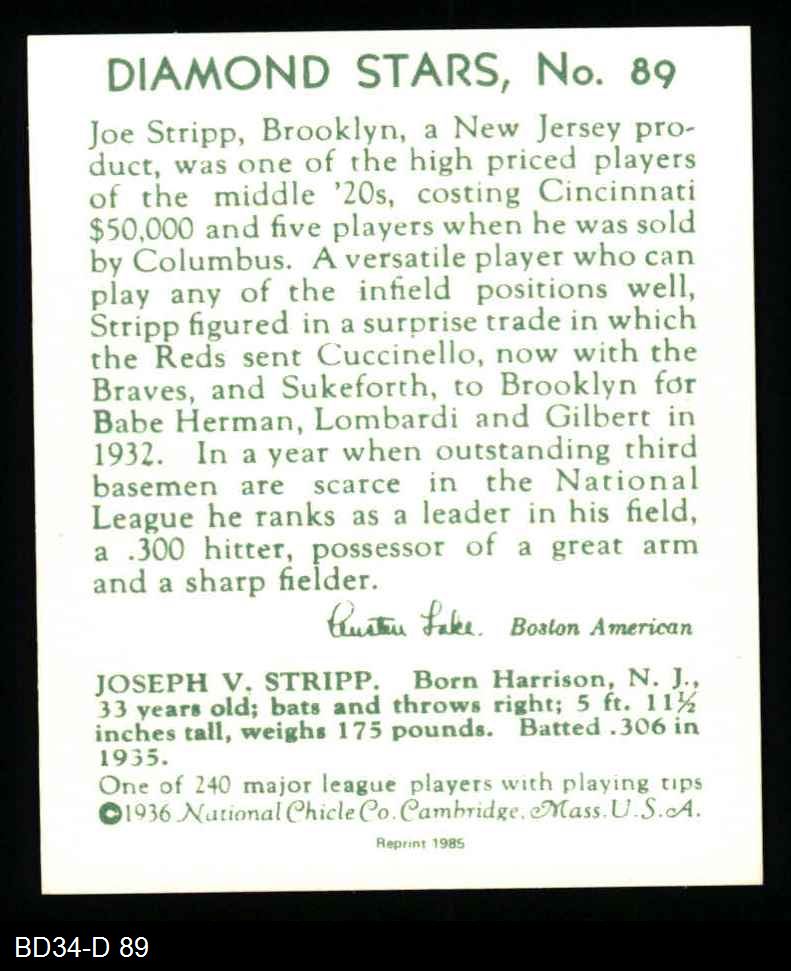 DIAMOND STARS, No. 89
Joe Stripp, Brooklyn, a New Jersey pro-
duct, was one of the high priced players
of the middle '20s, costing Cincinnati
$50,000 and five players when he was sold
by Columbus. A versatile player who can
play any of the infield positions well,
Stripp figured in a surprise trade in which
the Reds sent Cuccinello, now with the
Braves, and Sukeforth, to Brooklyn for
Babe Herman, Lombardi and Gilbert in
1932. In a year when outstanding third
basemen are scarce in the National
League he ranks as a leader in his field,
a .300 hitter, possessor of a great arm
and a sharp fielder.
Austen Lake. Boston American
JOSEPH V. STRIPP. Born Harrison, N. J.,
33 years old; bats and throws right; 5 ft. 11½
inches tall, weighs 175 pounds. Batted .306 in
1935.
One of 240 major league players with playing tips
©1936 National Chicle Co. Cambridge, Mass. U.S.A.
Reprint 1985
BD34-D 89